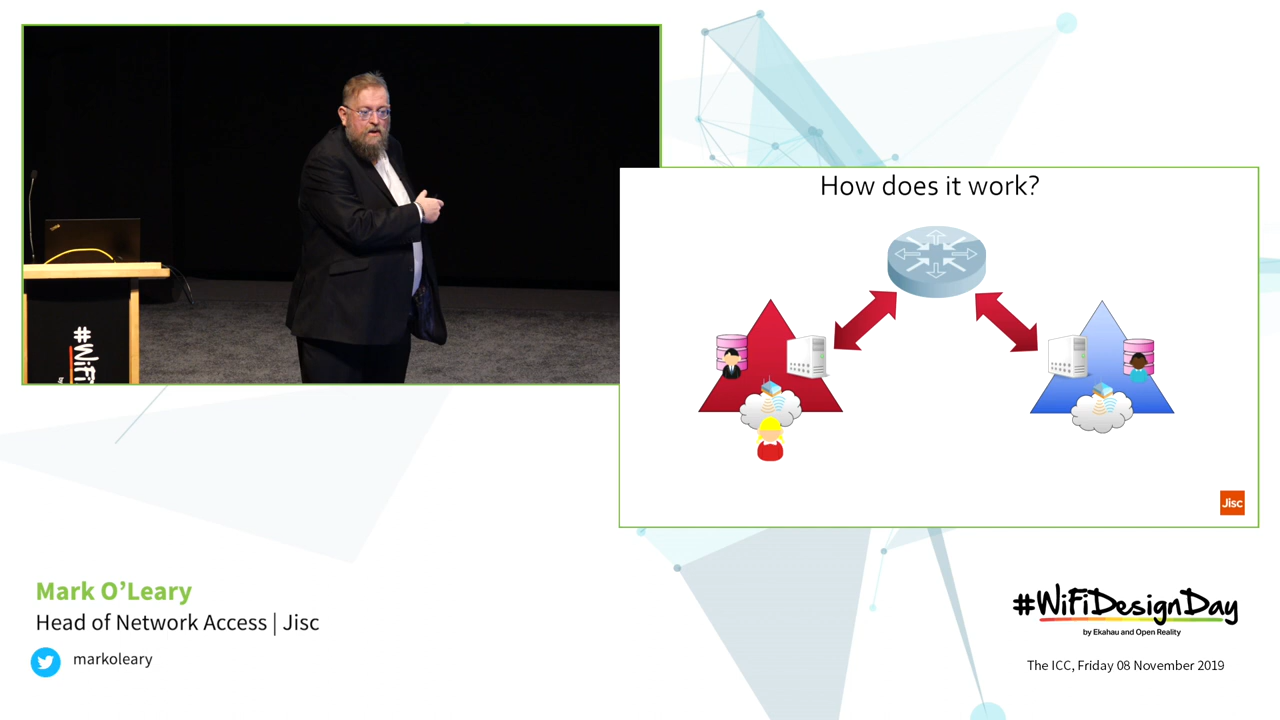 How does it work?
Jisc
#WiFi
Mark O’Leary
Head of Network Access | Jisc
markoleary
#WiFiDesignDay
by Ekahau and Open Reality
The ICC, Friday 08 November 2019